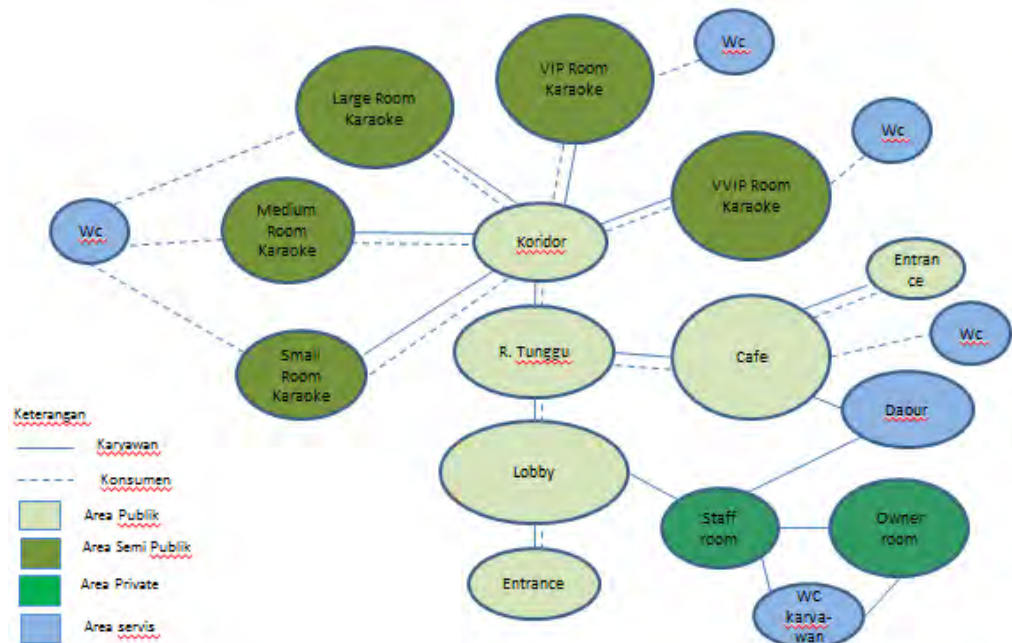 Wc
VIP Room
Karaoke
Large Room
Karaoke
Wc
VVIP Room
Karaoke
Medium
Room
Karaoke
Wc
Koridor
Entran
ce
Wc
R. Tunggu
Cafe
Small
Room
Karaoke
Daour
Keterangan
Karyawan
Konsumen
Lobby
Area Publik
Staff
room
Owner
room
Area Semi Publik
Area Private
Entrance
WC
karya-
wan
Area servis